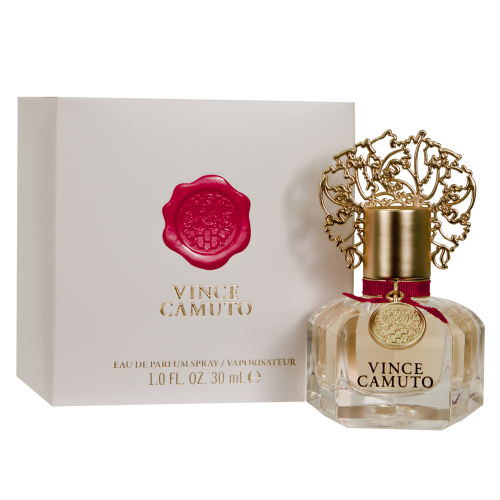 VINCE
CAMUTO
EAU DE PARFUM SPRAY / VAPORISATEUR
1.0 FL. OZ. 30 mL ℮
VINCE
CAMUTO